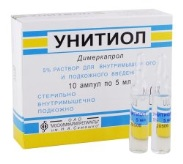 УНИТИОЛ
Димеркапрол
5% РАСТВОР ДЛЯ ВНУТРИМЫШЕЧНОГО
И ПОДКОЖНОГО ВВЕДЕНИЯ
10 ампул по 5 мл
СТЕРИЛЬНО
ВНУТРИМЫШЕЧНО
ПОДКОЖНО